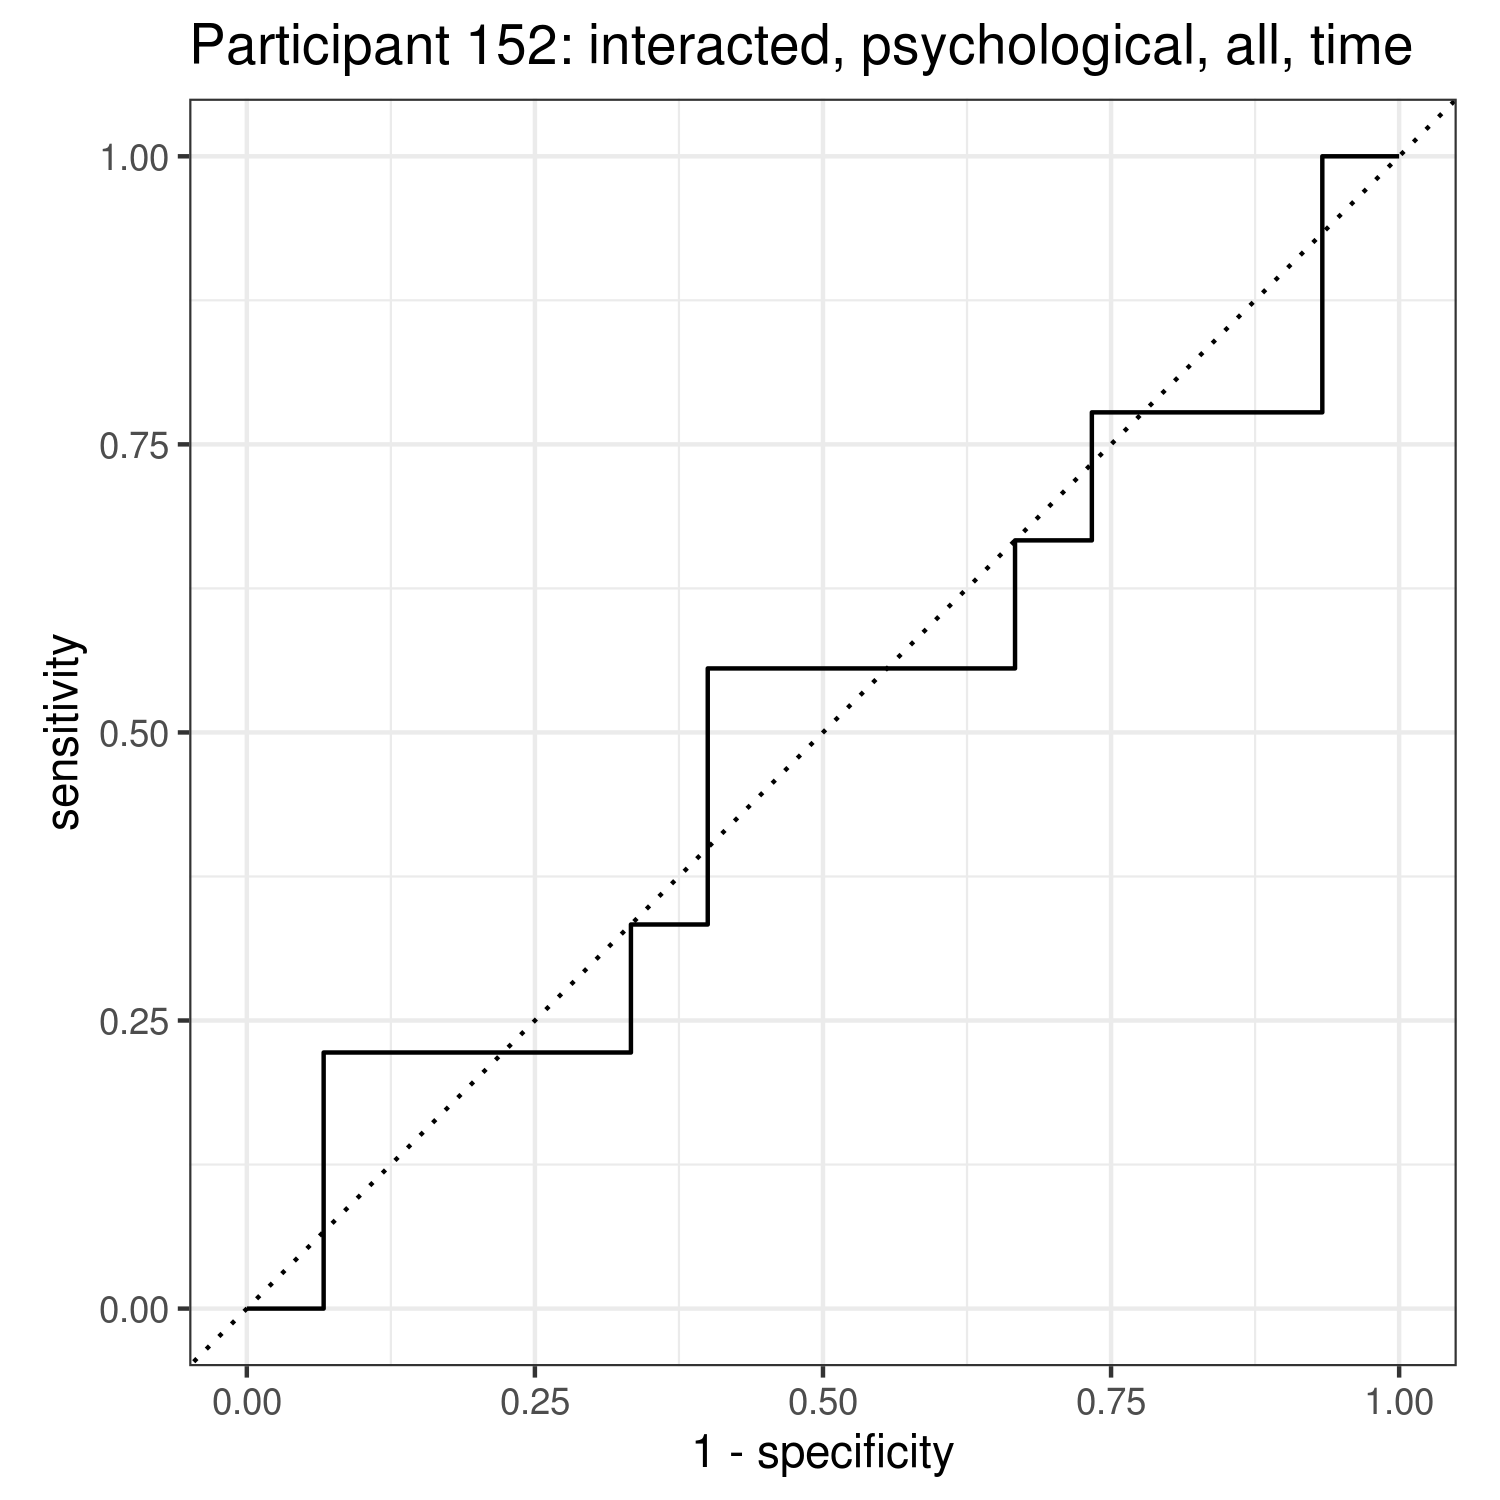 Participant 152: interacted, psychological, all, time
1.00
0.75
0.50
0.25
0.00
sensitivity
0.00 0.25 0.50 0.75 1.00
1 - specificity